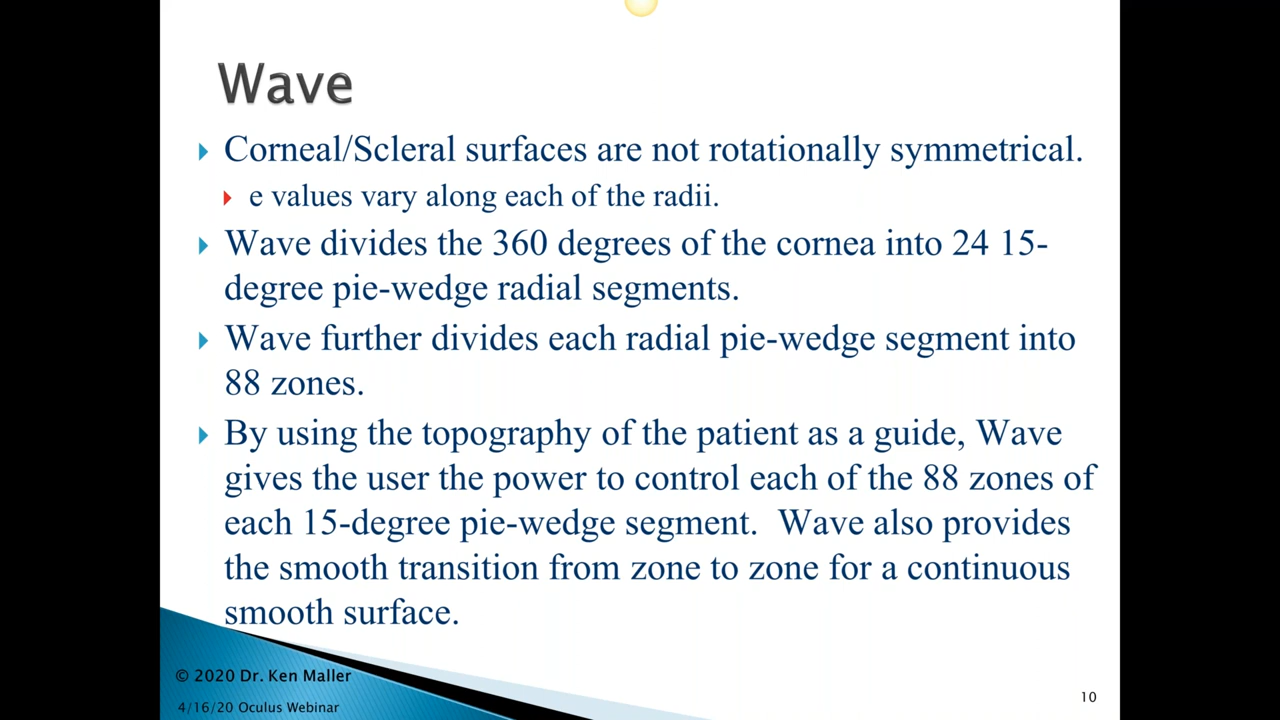 Wave
Corneal/Scleral surfaces are not rotationally symmetrical.
e values vary along each of the radii.
Wave divides the 360 degrees of the cornea into 24 15-
degree pie-wedge radial segments.
Wave further divides each radial pie-wedge segment into
88 zones.
By using the topography of the patient as a guide, Wave
gives the user the power to control each of the 88 zones of
each 15-degree pie-wedge segment.  Wave also provides
the smooth transition from zone to zone for a continuous
smooth surface.
© 2020 Dr. Ken Maller
4/16/20 Oculus Webinar
10